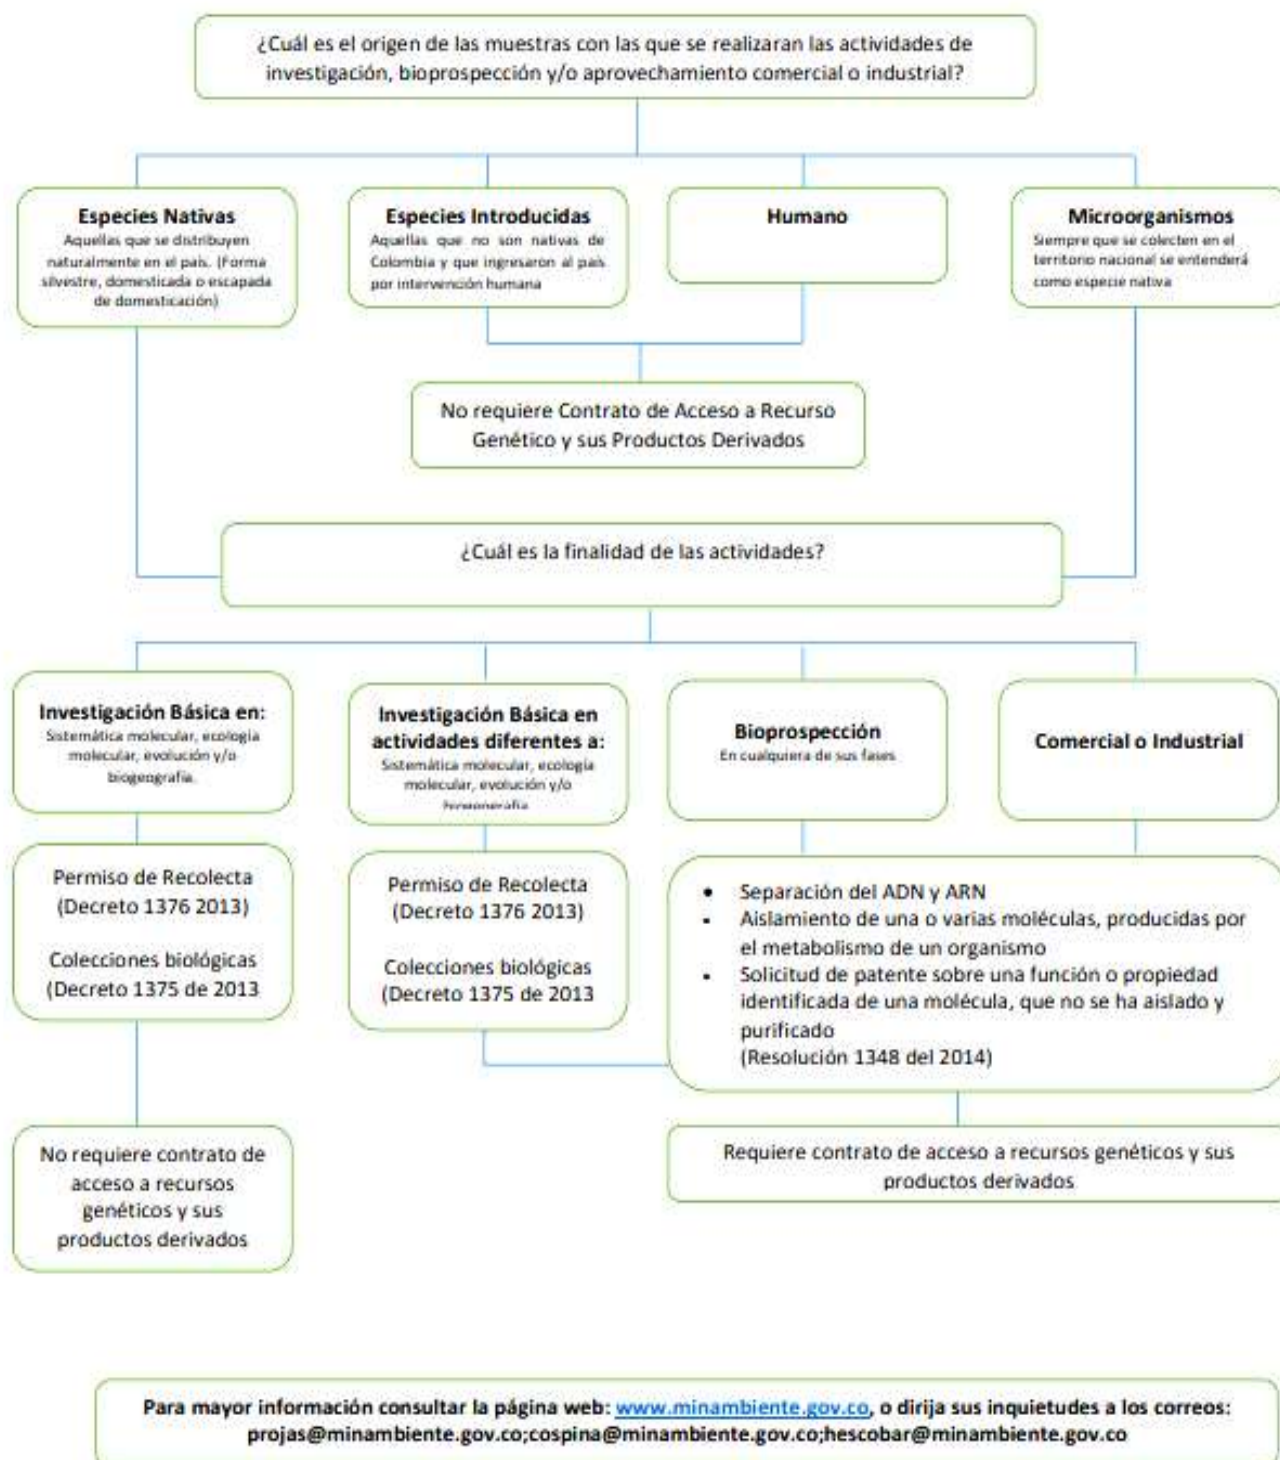 ¿Cuál es el origen de las muestras con las que se realizaran las actividades de
investigación, bioprospección y/o aprovechamiento comercial o industrial?
Especies Nativas
Aquellas que se distribuyen
naturalmente en el país. (Forma
silvestre, domesticada o escapada
de domesticación)
Especies Introducidas
Aquellas que no son nativas de
Colombia y que ingresaron al país
por intervención humana
Humano
Microorganismos
Siempre que se colecten en el
territorio nacional se entenderá
como especie nativa
No requiere Contrato de Acceso a Recurso
Genético y sus Productos Derivados
¿Cuál es la finalidad de las actividades?
Investigación Básica en:
Sistemática molecular, ecología
molecular, evolución y/o
biogeografía.
Investigación Básica en
actividades diferentes a:
Sistemática molecular, ecología
molecular, evolución y/o
Bioprospección
En cualquiera de sus fases
Comercial o Industrial
Permiso de Recolecta
(Decreto 1376 2013)
Colecciones biológicas
(Decreto 1375 de 2013
Permiso de Recolecta
(Decreto 1376 2013)
Colecciones biológicas
(Decreto 1375 de 2013
• Separación del ADN y ARN
- Aislamiento de una o varias moléculas, producidas por
el metabolismo de un organismo
- Solicitud de patente sobre una función o propiedad
identificada de una molécula, que no se ha aislado y
purificado
(Resolución 1348 del 2014)
No requiere contrato de
acceso a recursos
genéticos y sus
productos derivados
Requiere contrato de acceso a recursos genéticos y sus
productos derivados
Para mayor información consultar la página web: www.minambiente.gov.co, o dirija sus inquietudes a los correos:
projas@minambiente.gov.co;cospina@minambiente.gov.co;hescobar@minambiente.gov.co